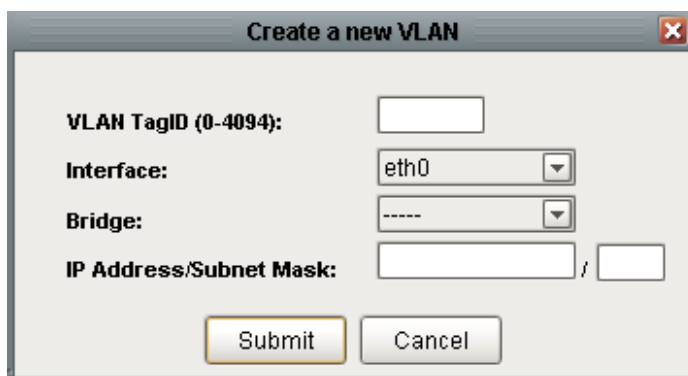 Create a new VLAN
VLAN TagID (0-4094):
Interface: eth0
Bridge: -----
IP Address/Subnet Mask: /
Submit Cancel